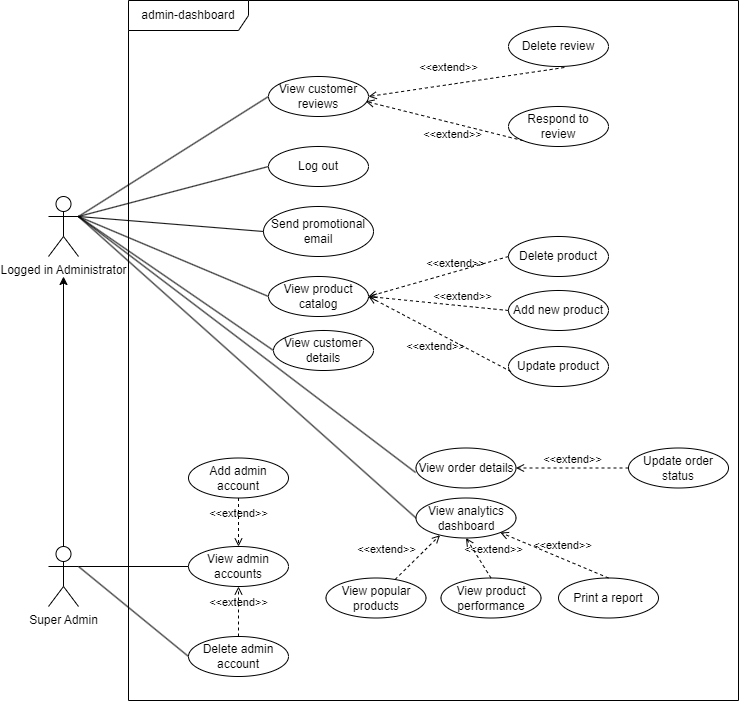 admin-dashboard
Delete review
<<extend>>
View customer
reviews
Respond to
review
<<extend>>
Log out
Send promotional
email
Logged in Administrator
Delete product
<<extend>>
View product
catalog
<<extend>>
Add new product
<<extend>>
View customer
details
Update product
View order details
<<extend>>
Update order
status
Add admin
account
<<extend>>
View analytics
dashboard
<<extend>>
<<extend>>
<<extend>>
View admin
accounts
View popular
products
View product
performance
Print a report
<<extend>>
Super Admin
Delete admin
account